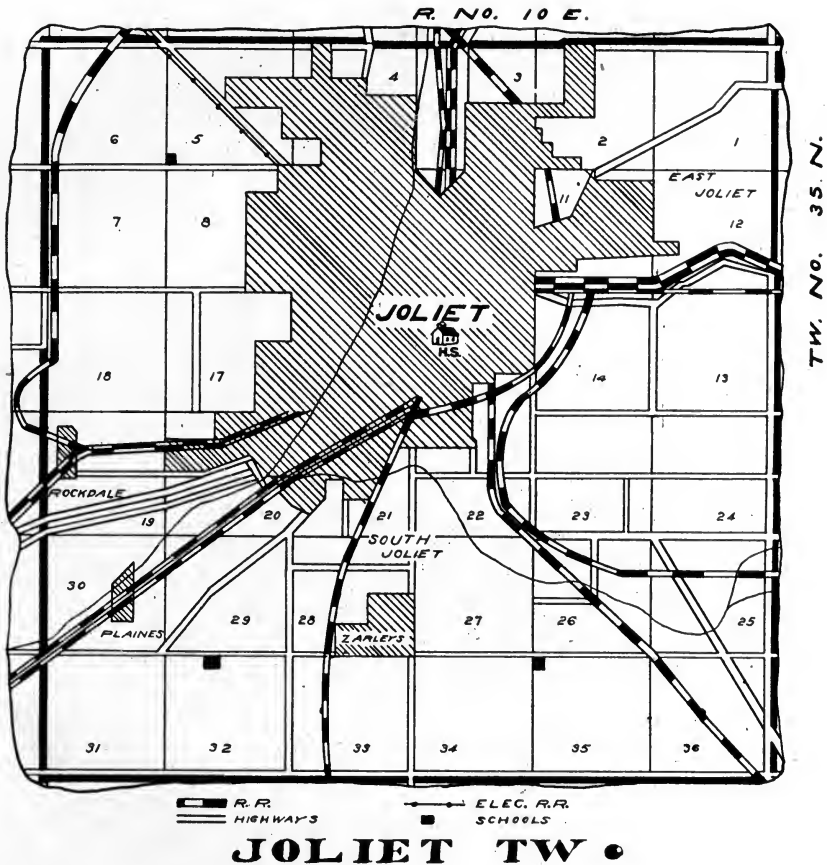 R. NO. 10 E.
TW. NO. 35. N.
6
5
4
3
2
1
7
8
11
12
EAST
JOLIET
JOLIET
H.S.
18
17
14
13
ROCKDALE
19
20
21
22
23
24
SOUTH
JOLIET
30
29
28
27
26
25
PLAINES
ZARLEYS
31
32
33
34
35
36
R.R.
ELEC. R.R.
HIGHWAYS
SCHOOLS
JOLIET TW.